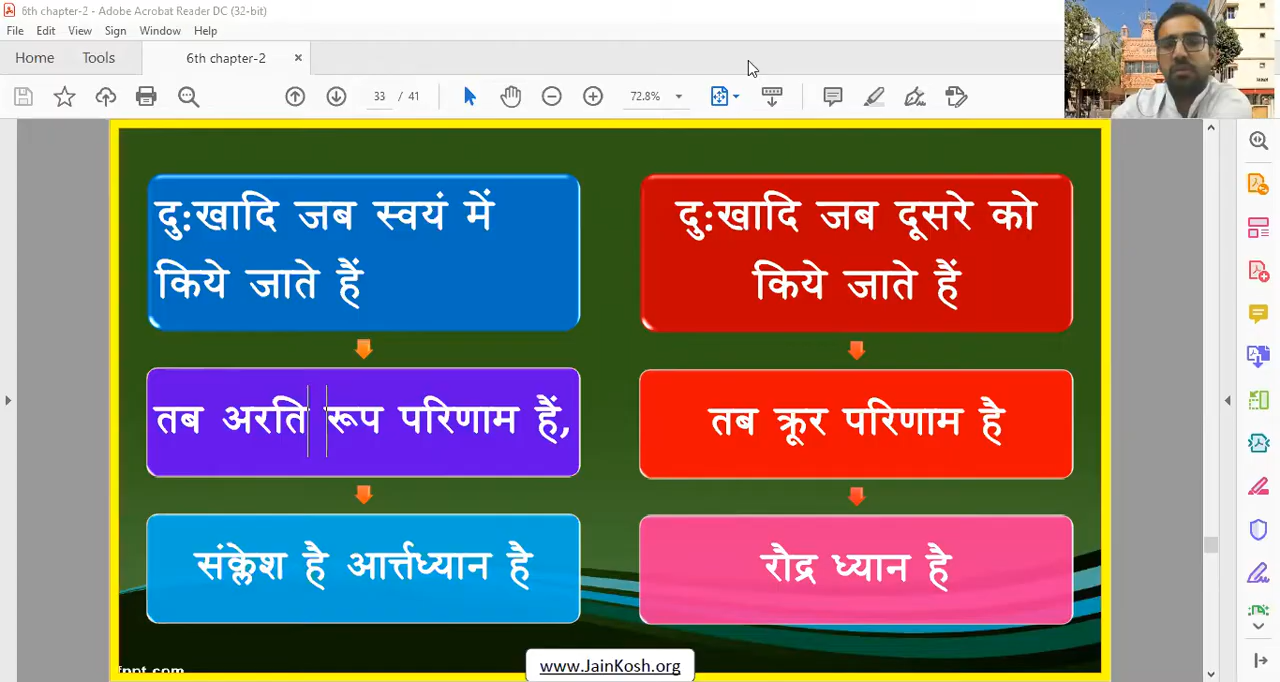 6th chapter-2 - Adobe Acrobat Reader DC (32-bit)
File Edit View Sign Window Help
Home Tools 6th chapter-2 ×
33 / 41 72.8%
दु:खादि जब स्वयं में
किये जाते हैं
दु:खादि जब दूसरे को
किये जाते हैं
तब अरति रूप परिणाम हैं,
तब क्रूर परिणाम है
संक्लेश है आर्त्तध्यान है
रौद्र ध्यान है
fppt.com
www.JainKosh.org